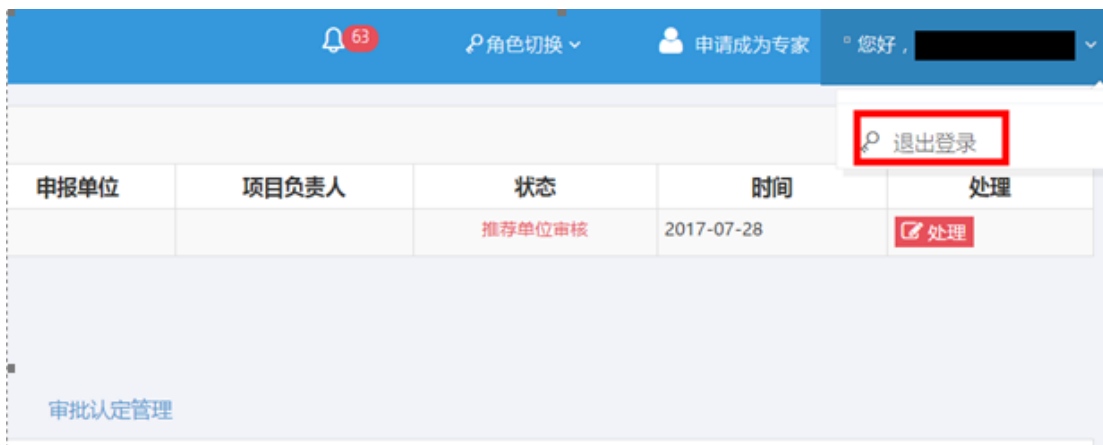 63 角色切换 申请成为专家 您好，
退出登录
申报单位 项目负责人 状态 时间 处理
推荐单位审核 2017-07-28 处理
审批认定管理